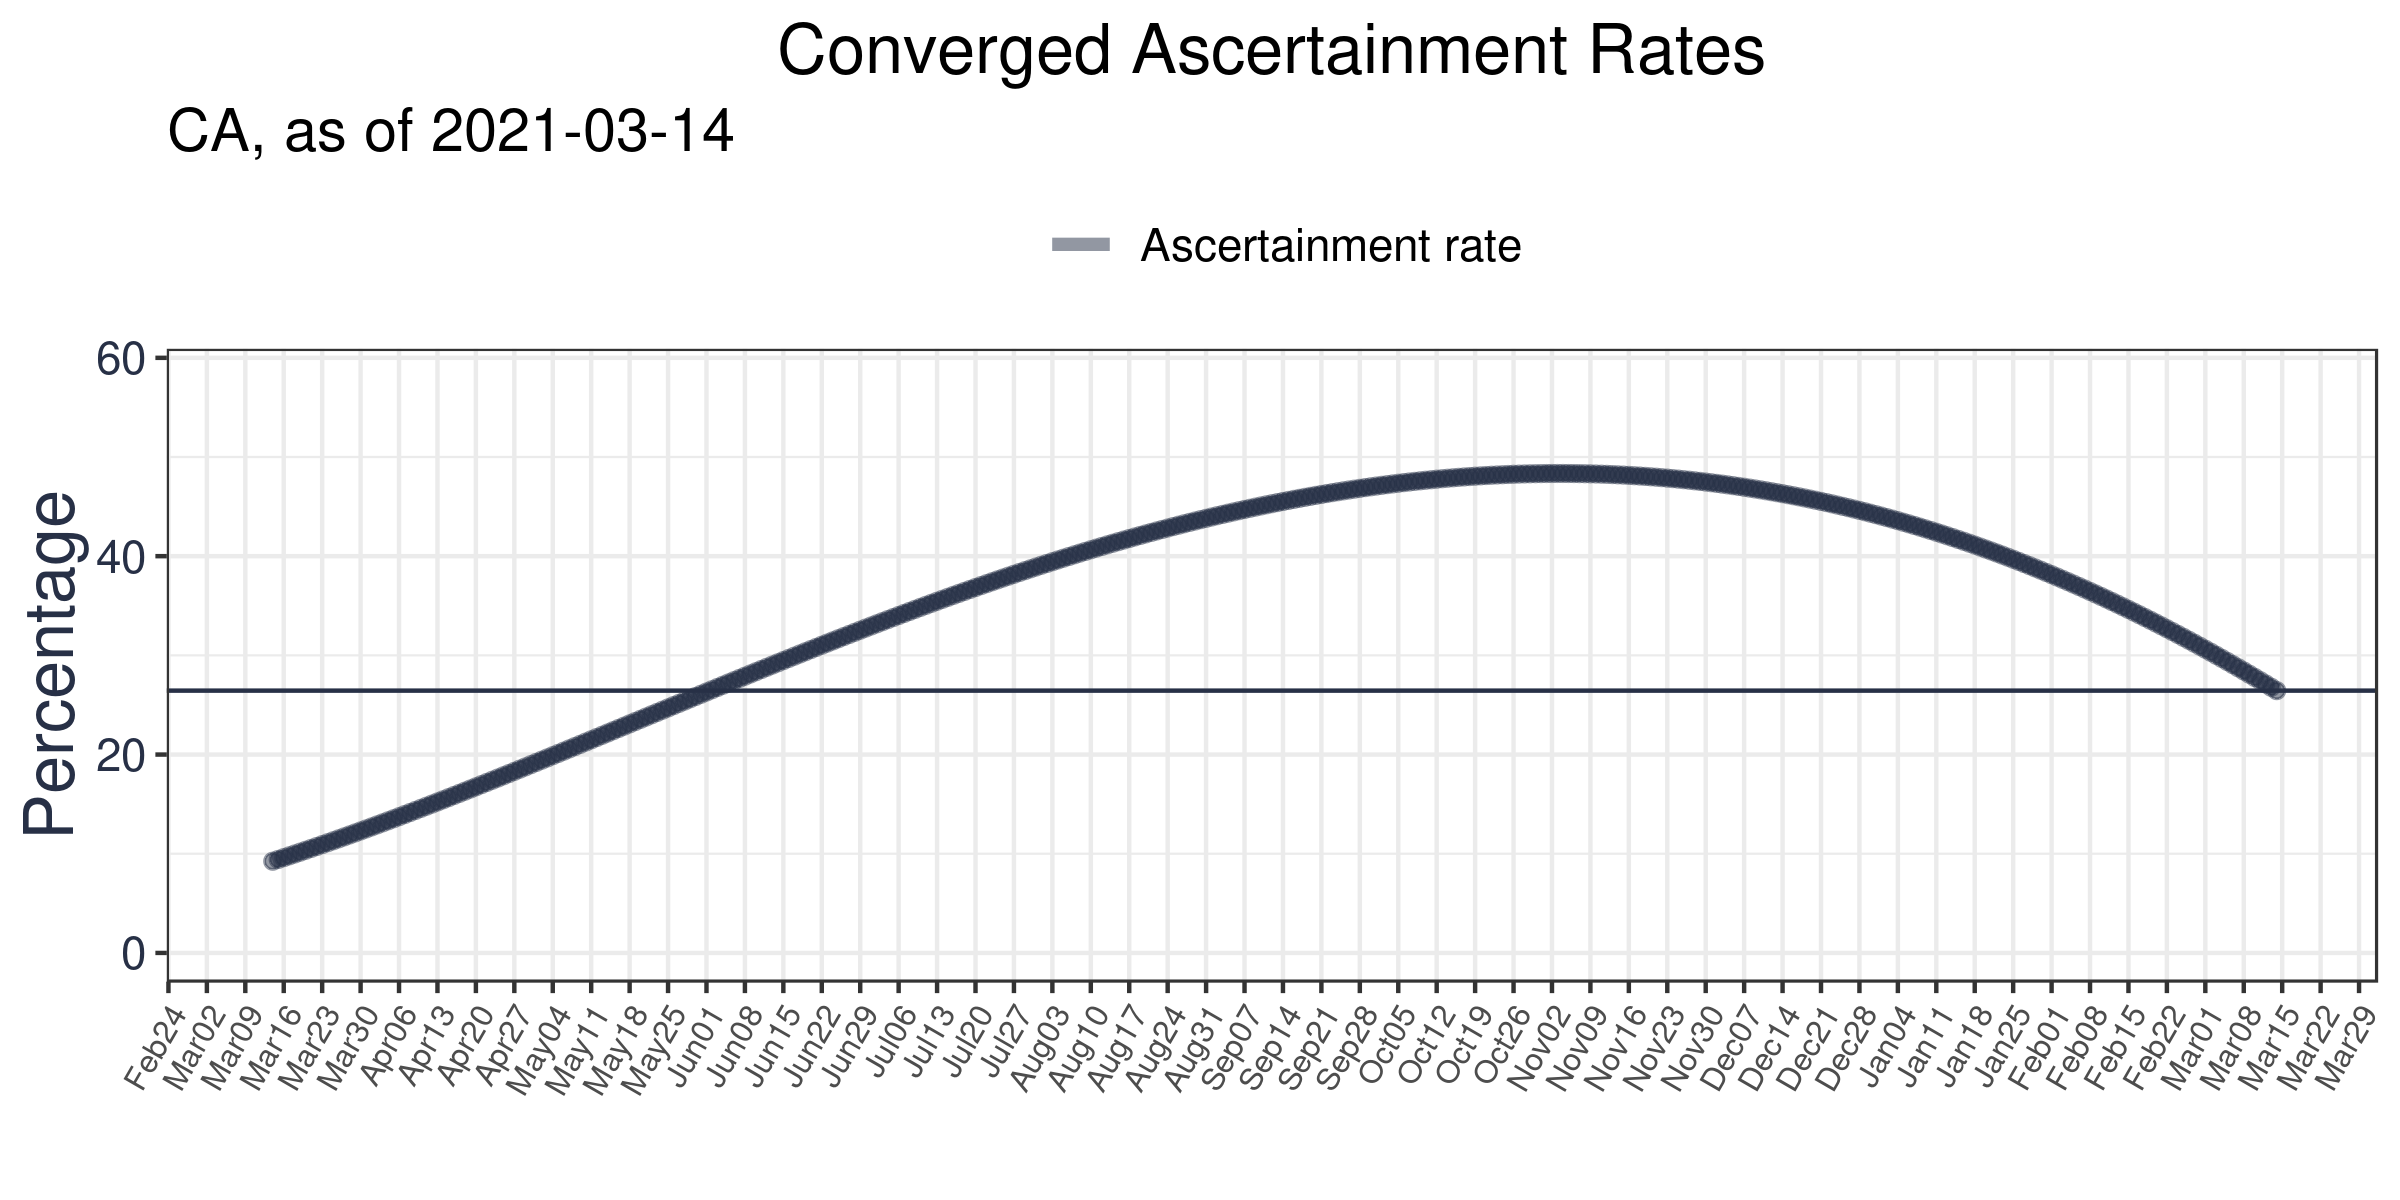 Converged Ascertainment Rates
CA, as of 2021-03-14
Ascertainment rate
Percentage
60
40
20
0
Feb24 Mar02 Mar09 Mar16 Mar23 Mar30 Apr06 Apr13 Apr20 Apr27 May04 May11 May18 May25 Jun01 Jun08 Jun15 Jun22 Jun29 Jul06 Jul13 Jul20 Jul27 Aug03 Aug10 Aug17 Aug24 Aug31 Sep07 Sep14 Sep21 Sep28 Oct05 Oct12 Oct19 Oct26 Nov02 Nov09 Nov16 Nov23 Nov30 Dec07 Dec14 Dec21 Dec28 Jan04 Jan11 Jan18 Jan25 Feb01 Feb08 Feb15 Feb22 Mar01 Mar08 Mar15 Mar22 Mar29